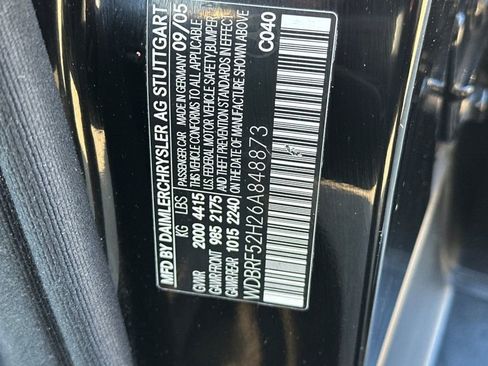 MFD BY DAIMLERCHRYSLER AG STUTTGART
PASSENGER CAR MADE IN GERMANY 09/05
KG LBS THIS VEHICLE CONFORMS TO ALL APPLICABLE
GVWR 2000 4415 U.S. FEDERAL MOTOR VEHICLE SAFETY, BUMPER,
GAWR FRONT 985 2175 AND THEFT PREVENTION STANDARDS IN EFFECT
GAWR REAR 1015 2240 ON THE DATE OF MANUFACTURE SHOWN ABOVE
WDBRF52H26A848873 C040